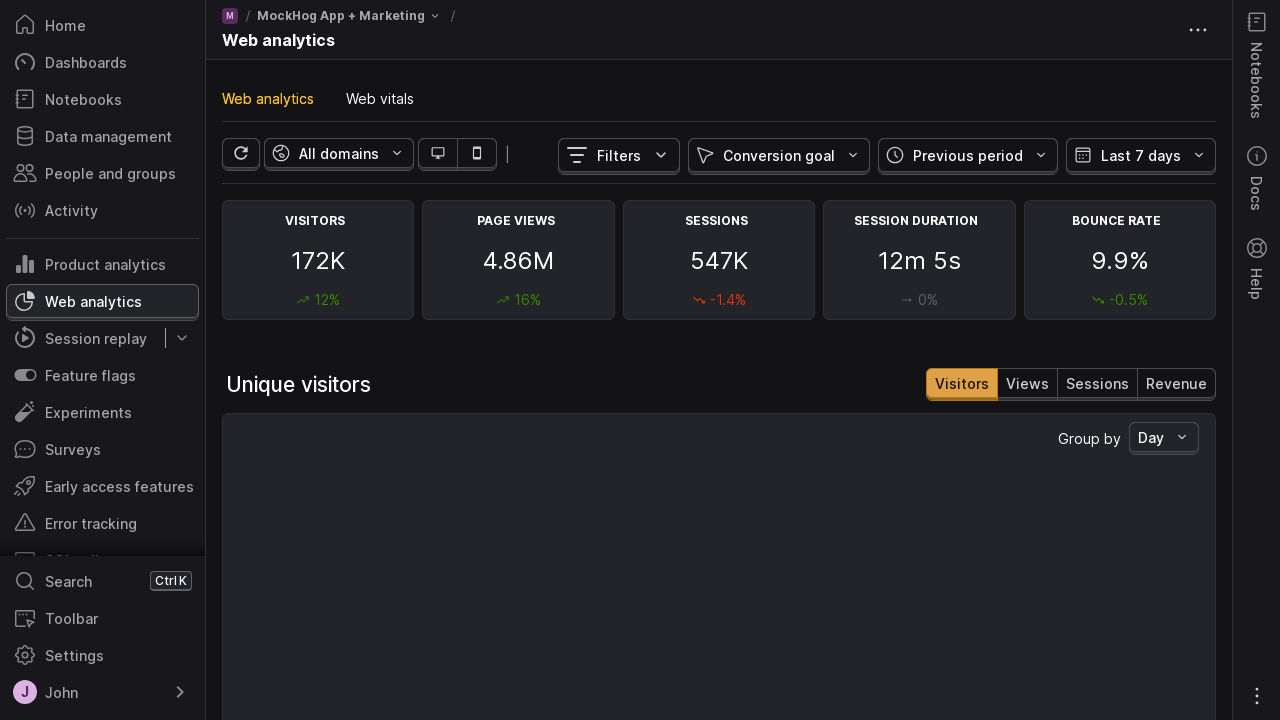 Home
Dashboards
Notebooks
Data management
People and groups
Activity
Product analytics
Web analytics
Session replay
Feature flags
Experiments
Surveys
Early access features
Error tracking
Search Ctrl K
Toolbar
Settings
J John
M / MockHog App + Marketing /
Web analytics
Web analytics Web vitals
All domains Filters Conversion goal Previous period Last 7 days
VISITORS PAGE VIEWS SESSIONS SESSION DURATION BOUNCE RATE
172K 4.86M 547K 12m 5s 9.9%
12% 16% -1.4% 0% -0.5%
Unique visitors Visitors Views Sessions Revenue
Group by Day
Notebooks
Docs
Help